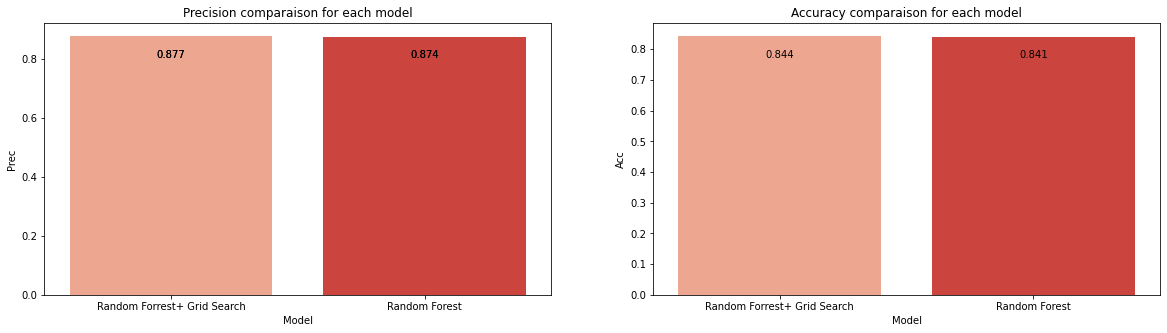 Precision comparaison for each model
0.8
0.6
0.4
0.2
0.0
Prec
0.877
0.874
Random Forrest+ Grid Search
Random Forest
Model
Accuracy comparaison for each model
0.8
0.7
0.6
0.5
0.4
0.3
0.2
0.1
0.0
Acc
0.844
0.841
Random Forrest+ Grid Search
Random Forest
Model